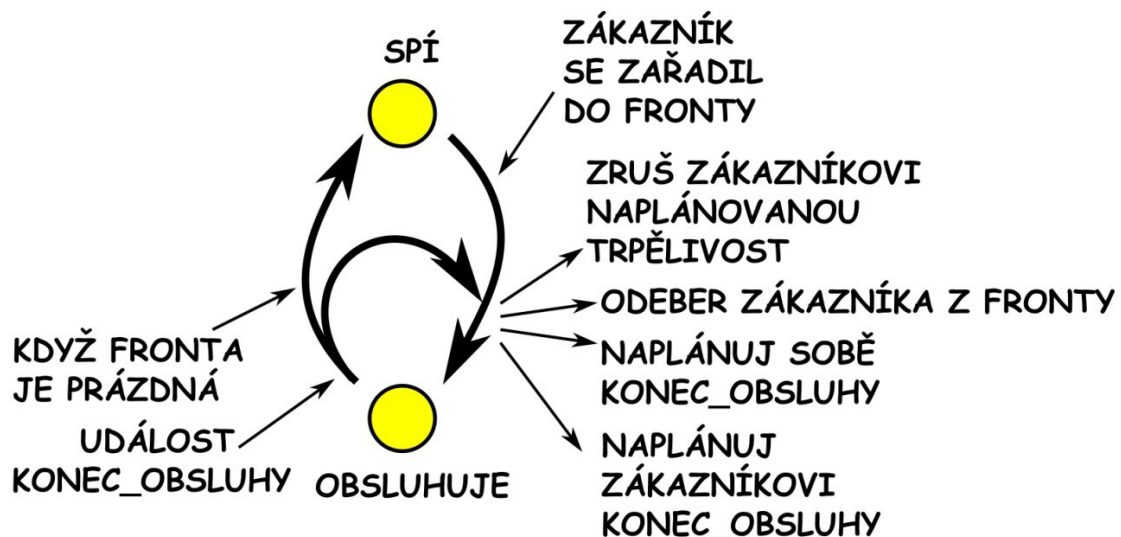 SPÍ
ZÁKAZNÍK
SE ZAŘADIL
DO FRONTY
ZRUŠ ZÁKAZNÍKOVI
NAPLÁNOVANOU
TRPĚLIVOST
ODEBER ZÁKAZNÍKA Z FRONTY
NAPLÁNUJ SOBĚ
KONEC_OBSLUHY
NAPLÁNUJ
ZÁKAZNÍKOVI
KONEC_OBSLUHY
KDYŽ FRONTA
JE PRÁZDNÁ
UDÁLOST
KONEC_OBSLUHY
OBSLUHUJE